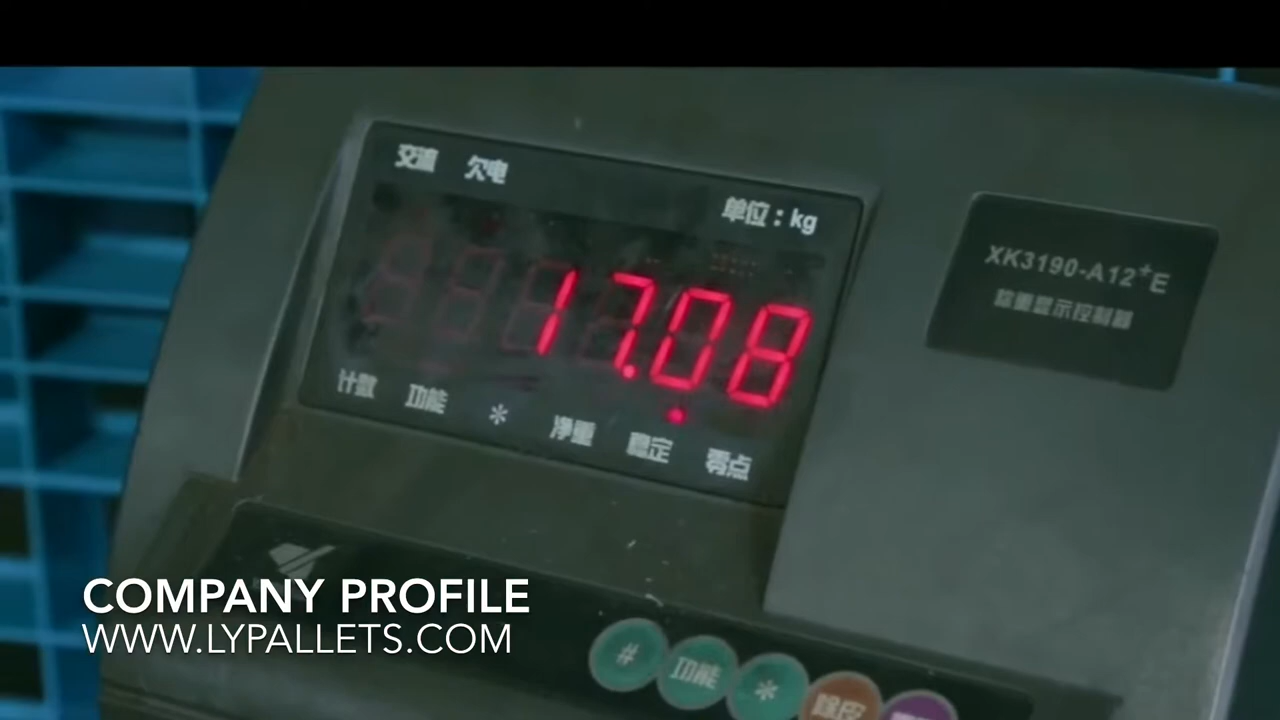 交流 欠电
单位：kg
17.08
计数 功能 * 净重 稳定 零点
XK3190-A12⁺E
称重显示控制器
COMPANY PROFILE
WWW.LYPALLETS.COM
# 功能 *